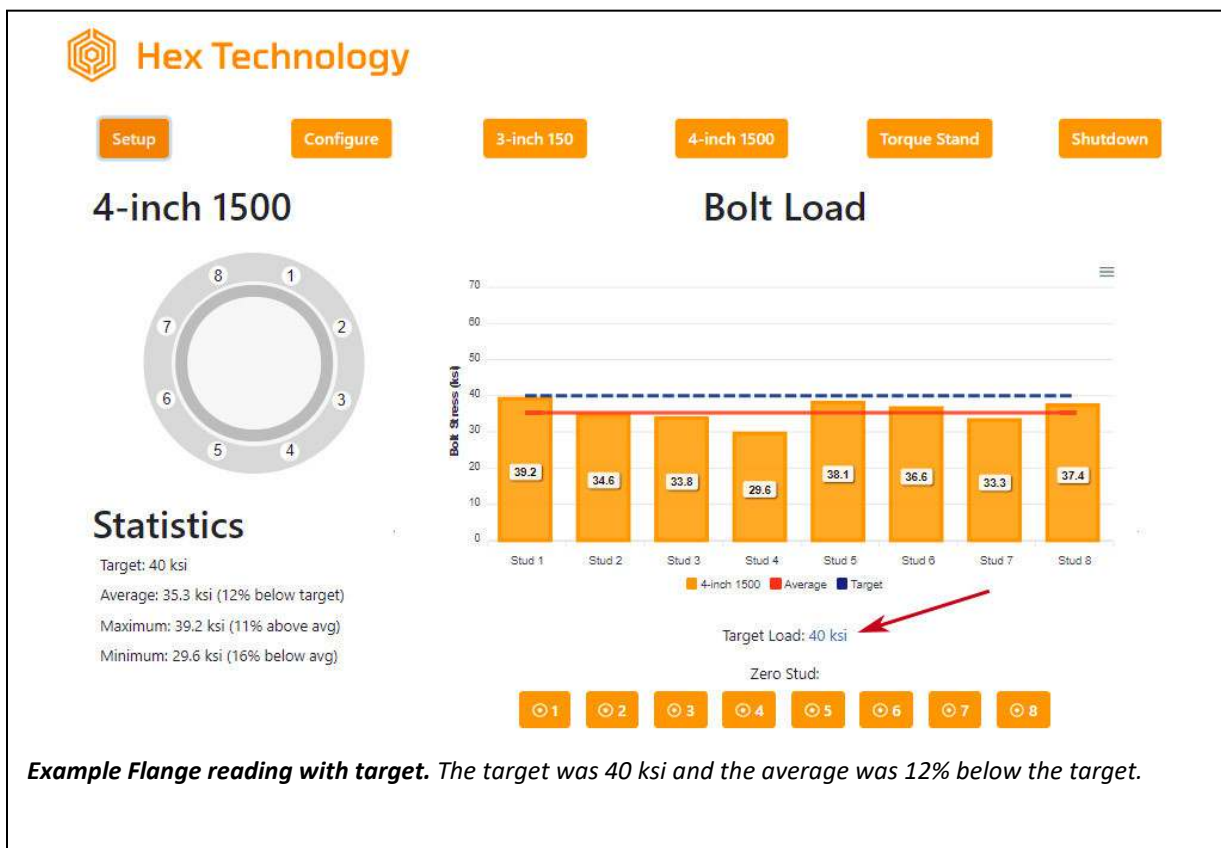 Hex Technology
Setup Configure 3-inch 150 4-inch 1500 Torque Stand Shutdown
4-inch 1500
Bolt Load
8 1
7 2
6 3
5 4
Bolt Stress (ksi)
70
60
50
40
30
20
10
0
39.2 34.6 33.8 29.6 38.1 36.6 33.3 37.4
Stud 1 Stud 2 Stud 3 Stud 4 Stud 5 Stud 6 Stud 7 Stud 8
4-inch 1500 Average Target
Statistics
Target: 40 ksi
Average: 35.3 ksi (12% below target)
Maximum: 39.2 ksi (11% above avg)
Minimum: 29.6 ksi (16% below avg)
Target Load: 40 ksi
Zero Stud:
1 2 3 4 5 6 7 8
Example Flange reading with target. The target was 40 ksi and the average was 12% below the target.